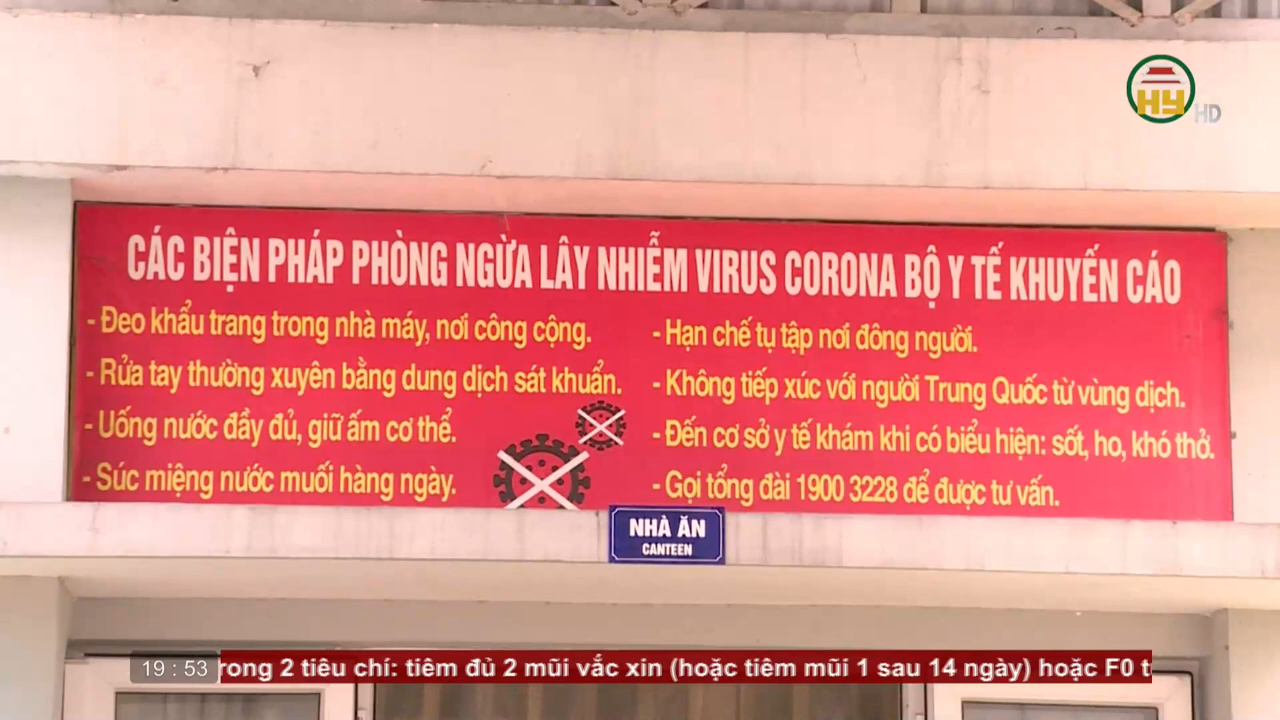 HY HD
CÁC BIỆN PHÁP PHÒNG NGỪA LÂY NHIỄM VIRUS CORONA BỘ Y TẾ KHUYẾN CÁO
- Đeo khẩu trang trong nhà máy, nơi công cộng.
- Rửa tay thường xuyên bằng dung dịch sát khuẩn.
- Uống nước đầy đủ, giữ ấm cơ thể.
- Súc miệng nước muối hàng ngày.
- Hạn chế tụ tập nơi đông người.
- Không tiếp xúc với người Trung Quốc từ vùng dịch.
- Đến cơ sở y tế khám khi có biểu hiện: sốt, ho, khó thở.
- Gọi tổng đài 1900 3228 để được tư vấn.
NHÀ ĂN
CANTEEN
19 : 53 rong 2 tiêu chí: tiêm đủ 2 mũi vắc xin (hoặc tiêm mũi 1 sau 14 ngày) hoặc F0